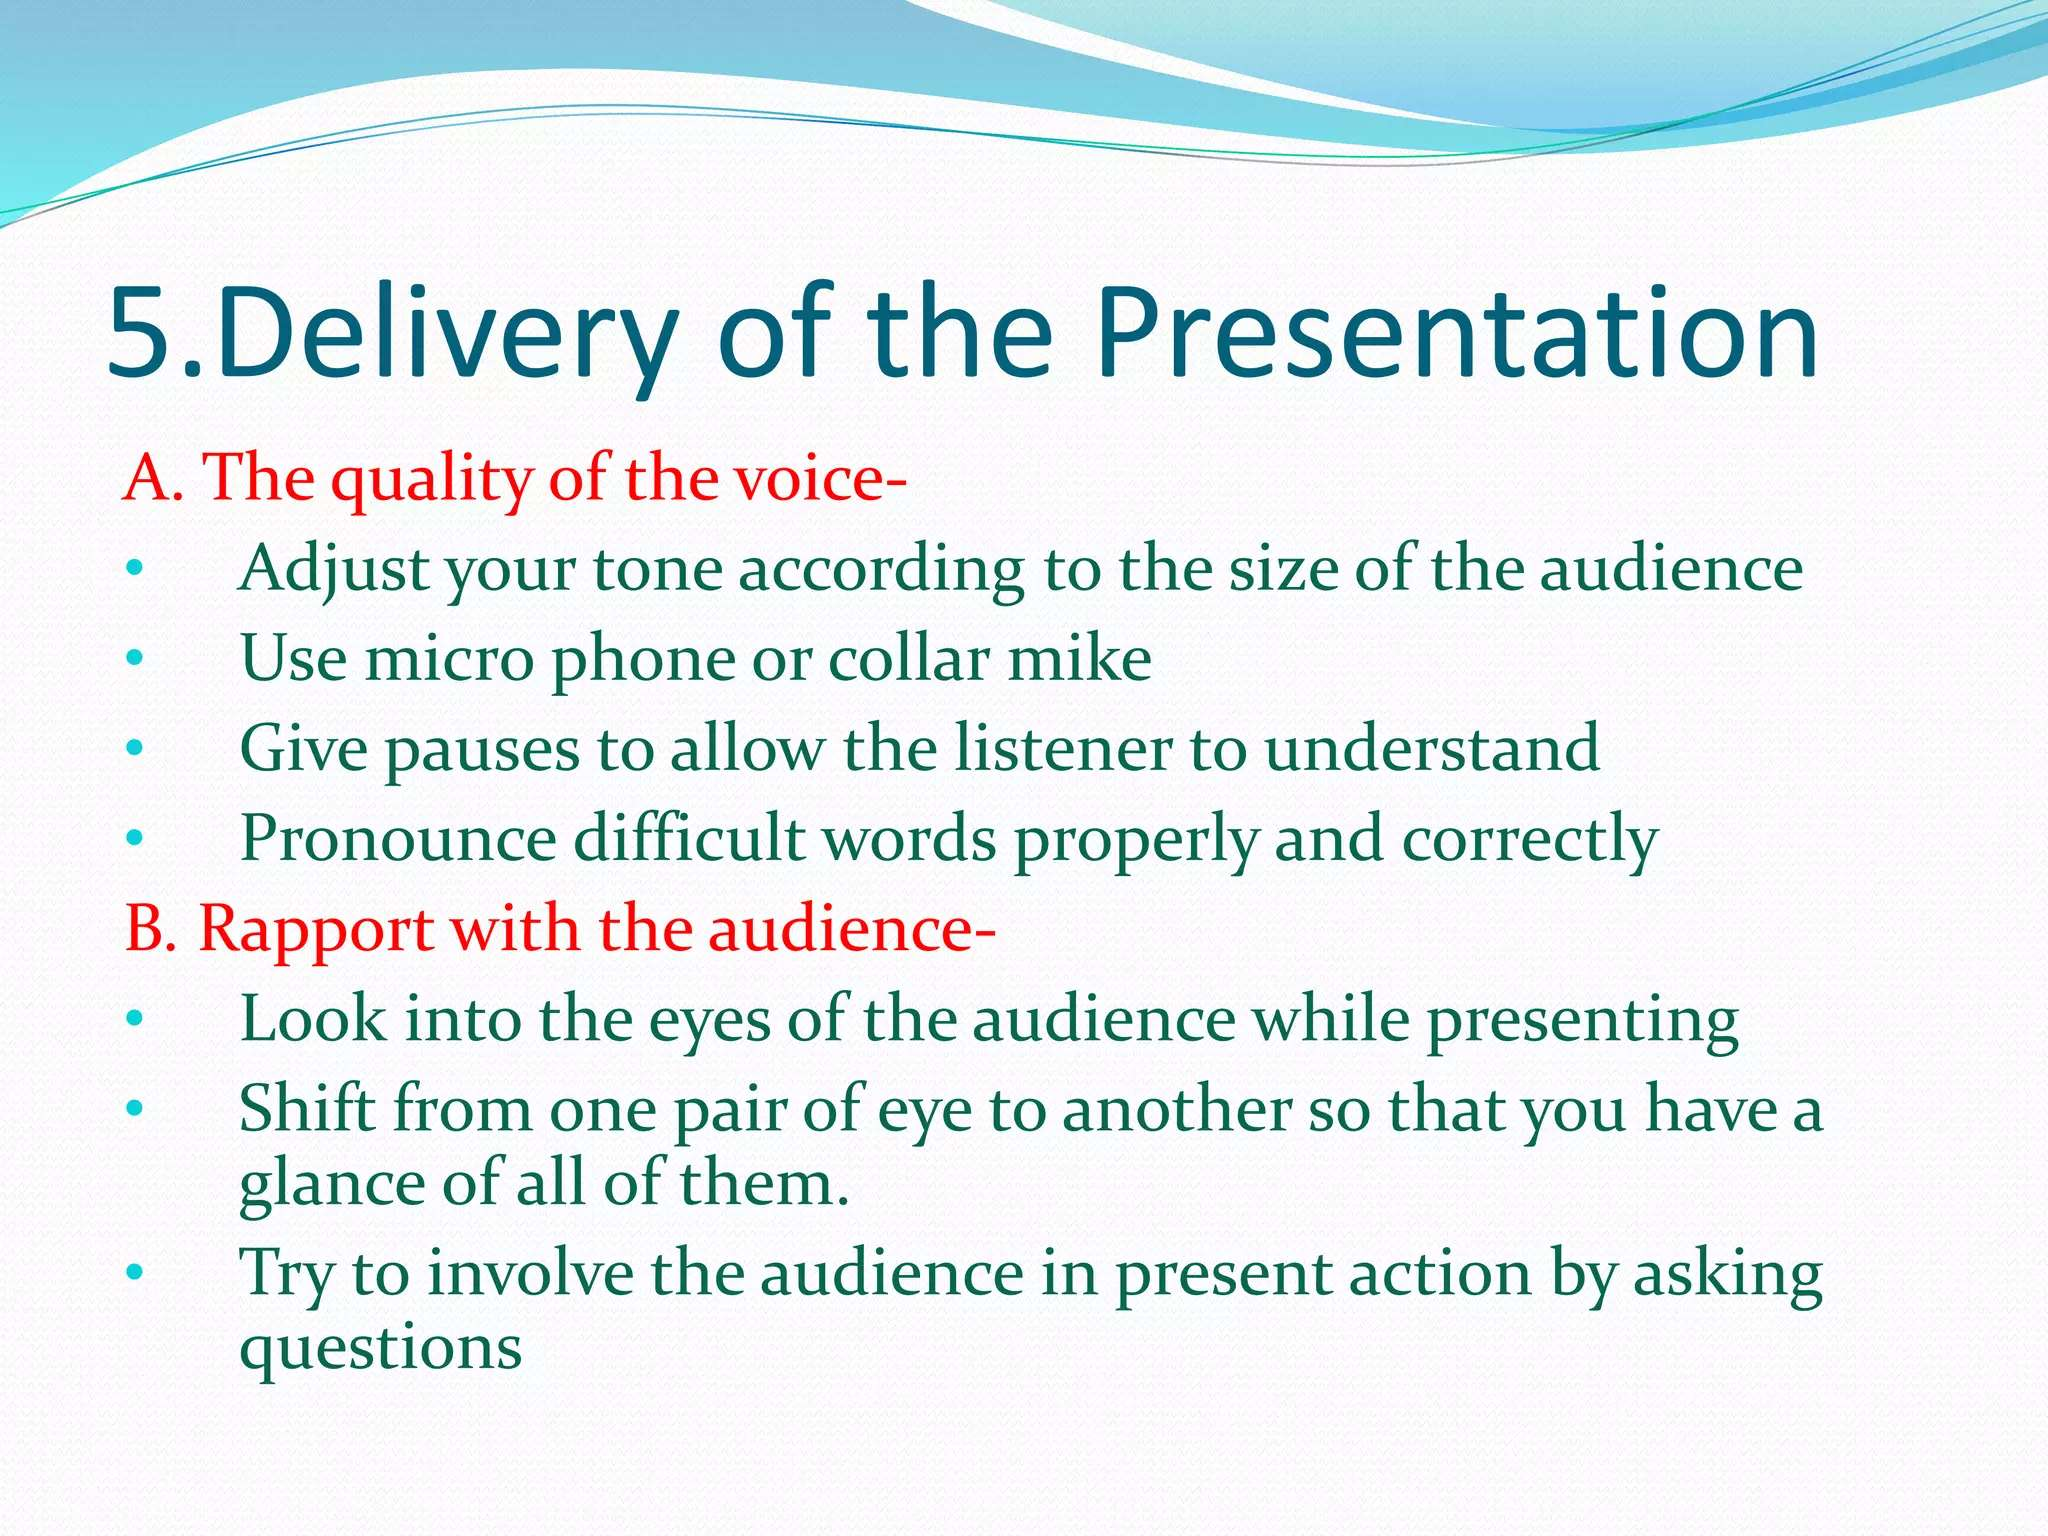 5.Delivery of the Presentation
A. The quality of the voice-
• Adjust your tone according to the size of the audience
• Use micro phone or collar mike
• Give pauses to allow the listener to understand
• Pronounce difficult words properly and correctly
B. Rapport with the audience-
• Look into the eyes of the audience while presenting
• Shift from one pair of eye to another so that you have a
glance of all of them.
• Try to involve the audience in present action by asking
questions